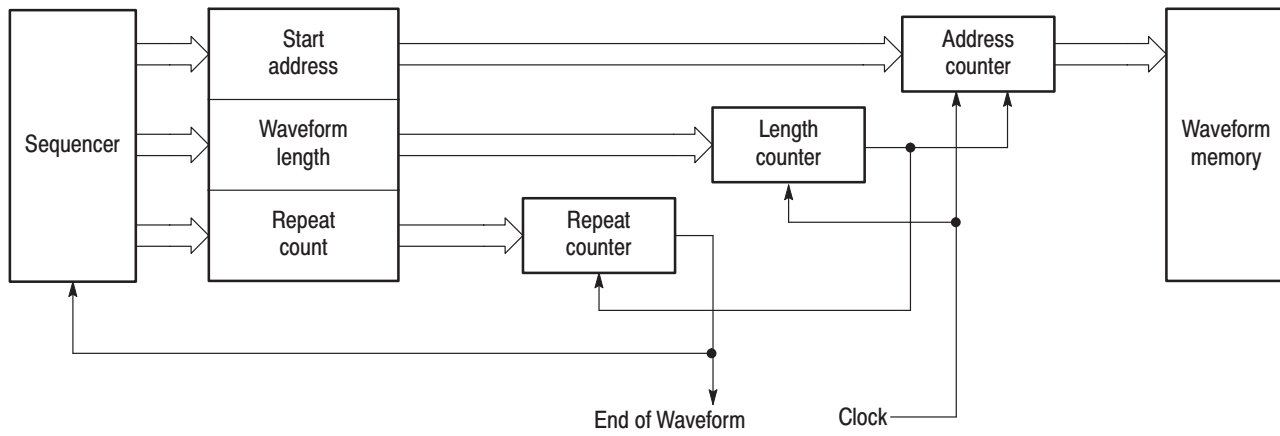 Sequencer
Start
address
Waveform
length
Repeat
count
Repeat
counter
Length
counter
Address
counter
Waveform
memory
End of Waveform
Clock